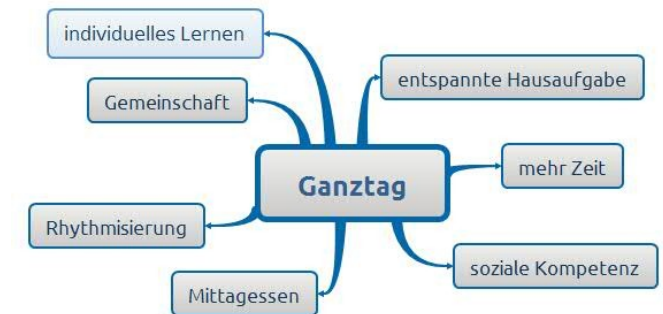 individuelles Lernen
entspannte Hausaufgabe
Gemeinschaft
mehr Zeit
Ganztag
Rhythmisierung
soziale Kompetenz
Mittagessen